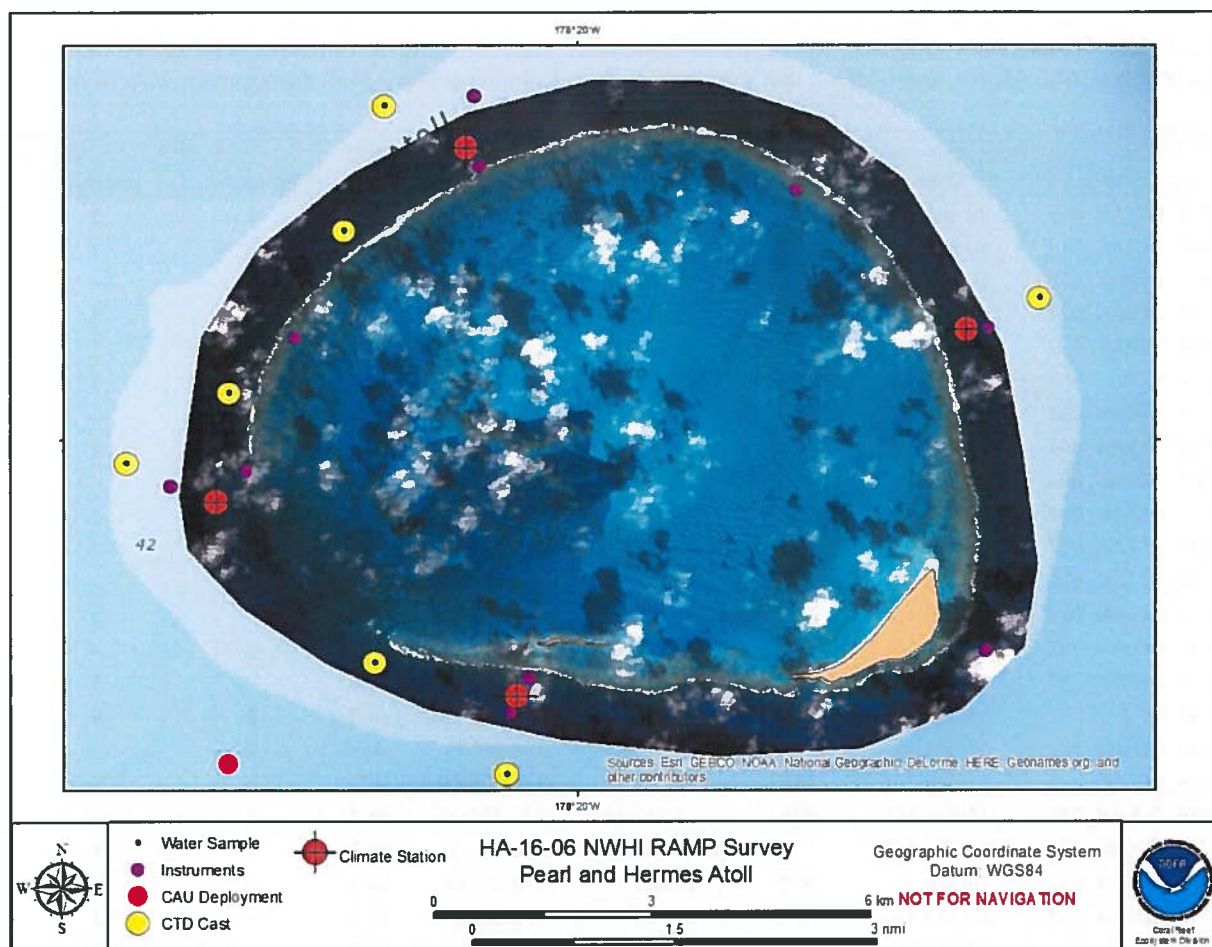 178°20'W
Atoll
42
Sources: Esri, GEBCO, NOAA, National Geographic, DeLorme, HERE, Geonames.org, and
other contributors
178°20'W
N
W E
S
Water Sample
Instruments
CAU Deployment
CTD Cast
Climate Station
HA-16-06 NWHI RAMP Survey
Pearl and Hermes Atoll
0 3 6 km
0 1.5 3 nmi
Geographic Coordinate System
Datum: WGS84
NOT FOR NAVIGATION
NOAA
Coral Reef
Ecosystem Division